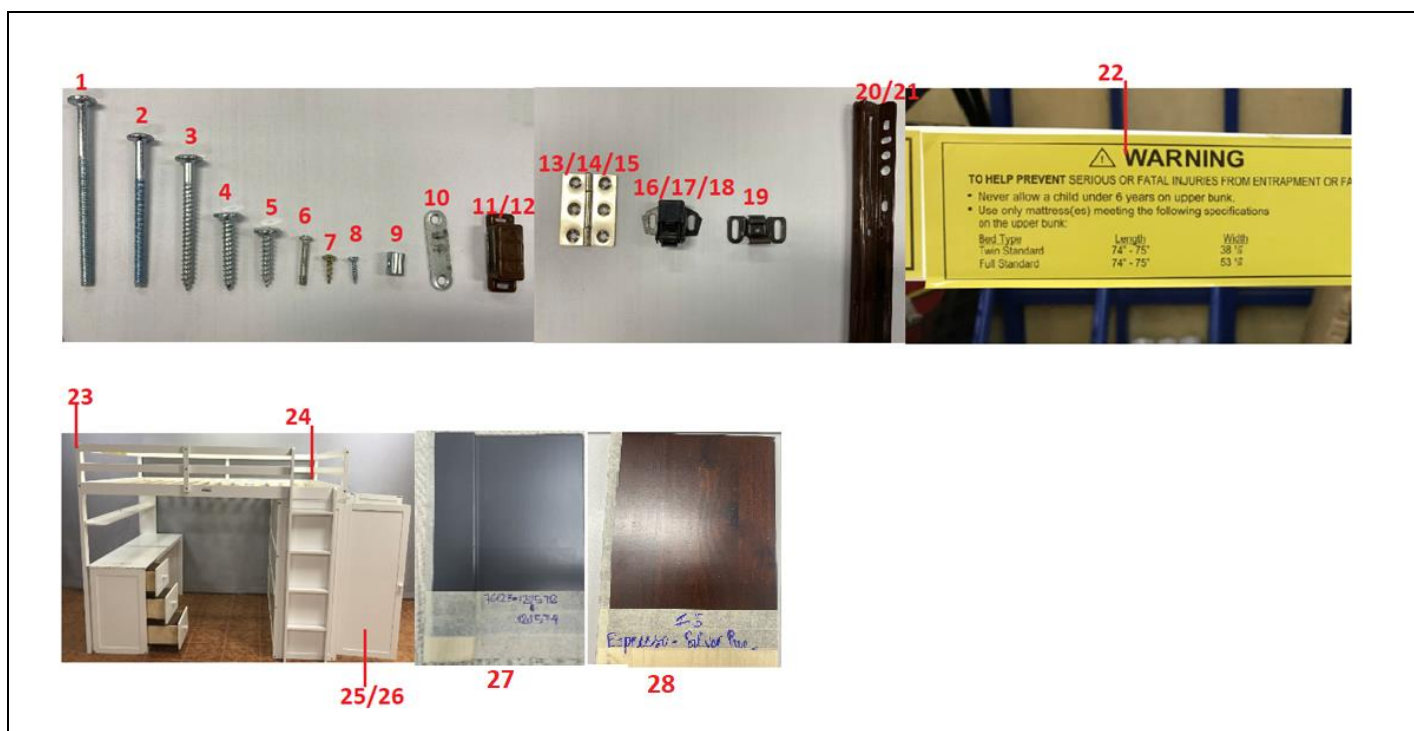 1
2
3
4
5
6
7
8
9
10
11/12
13/14/15
16/17/18
19
20/21
22
⚠ WARNING
TO HELP PREVENT SERIOUS OR FATAL INJURIES FROM ENTRAPMENT OR FA
• Never allow a child under 6 years on upper bunk.
• Use only mattress(es) meeting the following specifications
on the upper bunk:
Bed Type Length Width
Twin Standard 74" - 75" 38
Full Standard 74" - 75" 53
23
24
25/26
27
28
Espresso -